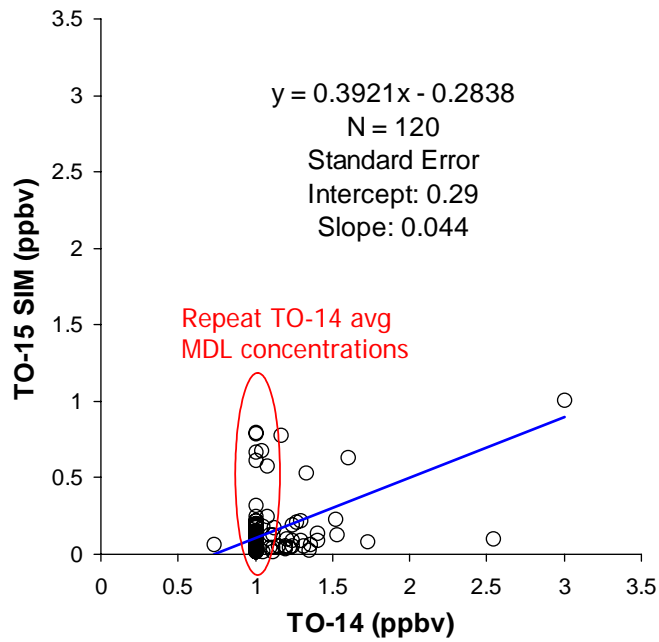 3.5
3
2.5
2
1.5
1
0.5
0
TO-15 SIM (ppbv)
y = 0.3921x - 0.2838
N = 120
Standard Error
Intercept: 0.29
Slope: 0.044
Repeat TO-14 avg
MDL concentrations
0 0.5 1 1.5 2 2.5 3 3.5
TO-14 (ppbv)